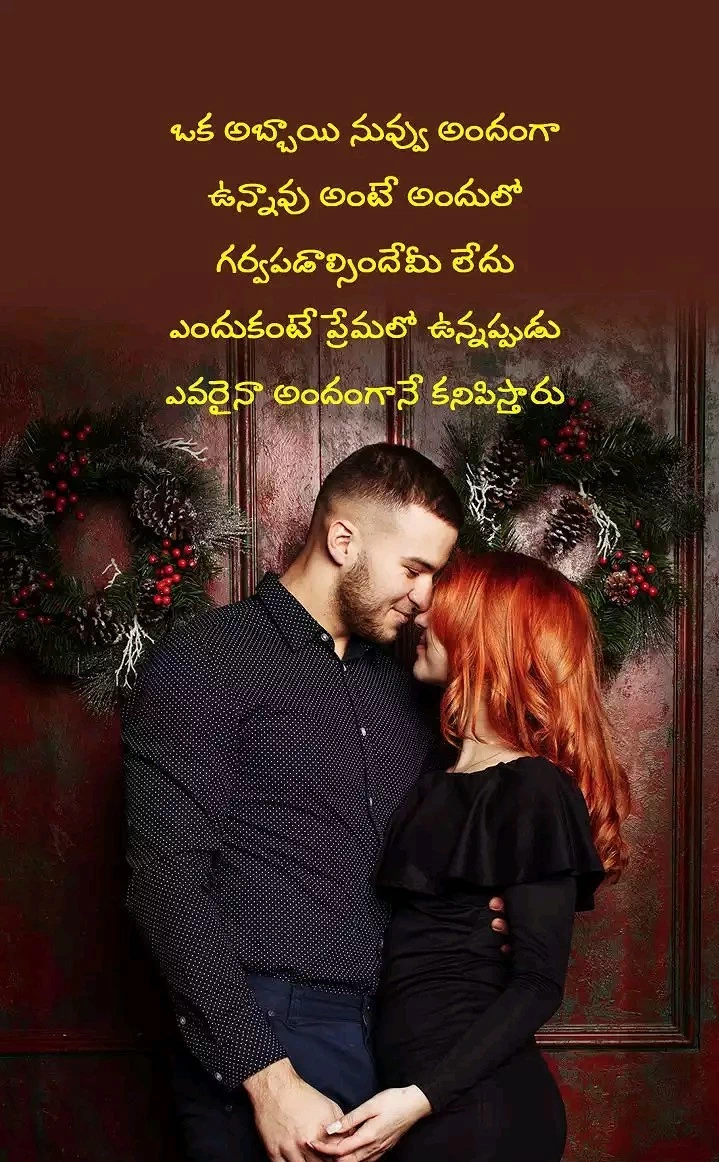 ఒక అబ్బాయి నువ్వు అందంగా
ఉన్నావు అంటే అందులో
గర్వపడాల్సిందేమీ లేదు
ఎందుకంటే ప్రేమలో ఉన్నప్పుడు
ఎవరైనా అందంగానే కనిపిస్తారు